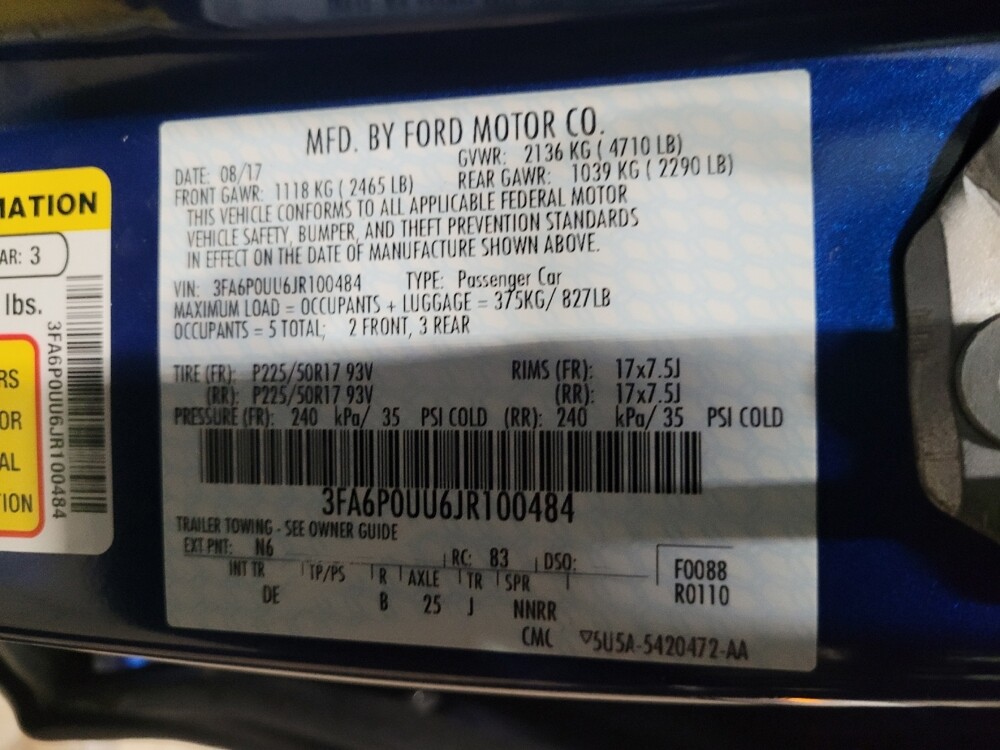 MFD. BY FORD MOTOR CO.
DATE: 08/17 GVWR: 2136 KG ( 4710 LB)
FRONT GAWR: 1118 KG ( 2465 LB) REAR GAWR: 1039 KG ( 2290 LB)
THIS VEHICLE CONFORMS TO ALL APPLICABLE FEDERAL MOTOR
VEHICLE SAFETY, BUMPER, AND THEFT PREVENTION STANDARDS
IN EFFECT ON THE DATE OF MANUFACTURE SHOWN ABOVE.
VIN: 3FA6P0UU6JR100484 TYPE: Passenger Car
MAXIMUM LOAD = OCCUPANTS + LUGGAGE = 375KG/ 827LB
OCCUPANTS = 5 TOTAL; 2 FRONT, 3 REAR
TIRE (FR): P225/50R17 93V RIMS (FR): 17x7.5J
(RR): P225/50R17 93V (RR): 17x7.5J
PRESSURE (FR): 240 kPa/ 35 PSI COLD (RR): 240 kPa/ 35 PSI COLD
3FA6P0UU6JR100484
TRAILER TOWING - SEE OWNER GUIDE
EXT PNT: N6 RC: 83 DSO:
INT TR TP/PS R AXLE TR SPR
DE B 25 J NNRR
F0088
R0110
CMC ▽5U5A-5420472-AA
MATION
AR: 3
lbs.
3FA6P0UU6JR100484
RS
OR
AL
ION